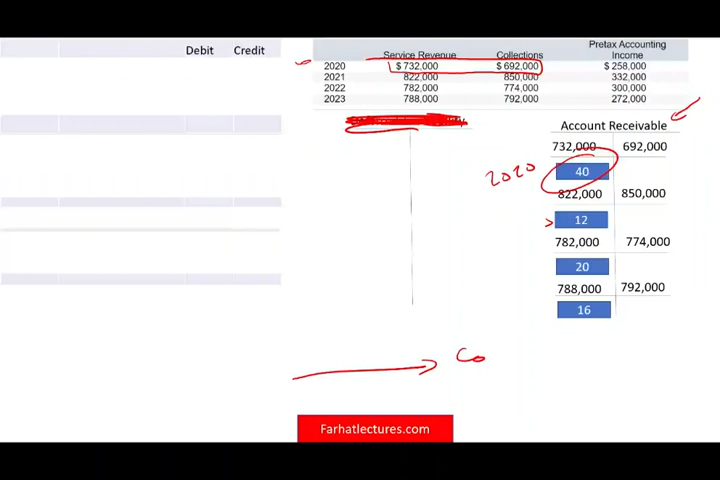 Debit Credit
Service Revenue Collections Pretax Accounting Income
2020 $ 732,000 $ 692,000 $ 258,000
2021 822,000 850,000 332,000
2022 782,000 774,000 300,000
2023 788,000 792,000 272,000
Account Receivable
732,000 692,000
2020 40
822,000 850,000
12
782,000 774,000
20
788,000 792,000
16
Co
Farhatlectures.com